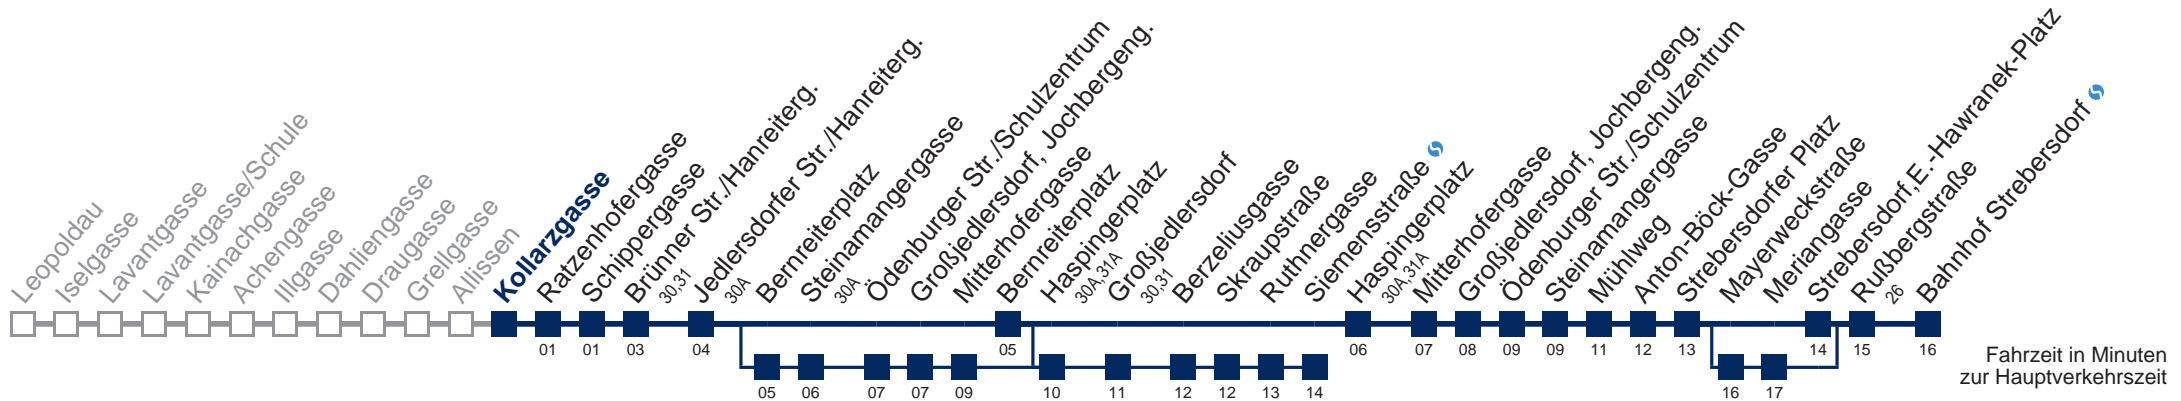 Leopoldau
Iselgasse
Lavantgasse
Lavantgasse/Schule
Kainachgasse
Achengasse
Illgasse
Dahliengasse
Draugasse
Grellgasse
Allissen
Kollarzgasse
Ratzenhofergasse
Schippergasse
Brünner Str./Hanreiterg.
30,31
Jedlersdorfer Str./Hanreiterg.
30A
Bernreiterplatz
Steinamangergasse
30A
Ödenburger Str./Schulzentrum
Großjedlersdorf, Jochbergeng.
Mitterhofergasse
Bernreiterplatz
Haspingerplatz
30A,31A
Großjedlersdorf
30,31
Berzeliusgasse
Skraupstraße
Ruthnergasse
Siemensstraße
Haspingerplatz
30A,31A
Mitterhofergasse
Großjedlersdorf, Jochbergeng.
Ödenburger Str./Schulzentrum
Steinamangergasse
Mühlweg
Anton-Böck-Gasse
Strebersdorfer Platz
Mayerweckstraße
Meriangasse
Strebersdorf,E.-Hawranek-Platz
Rußbergstraße
26
Bahnhof Strebersdorf
01 01 03 04 05 06 07 08 09 09 11 12 13 14 15 16
05 06 07 07 09 10 11 12 12 13 14 16 17
Fahrzeit in Minuten
zur Hauptverkehrszeit